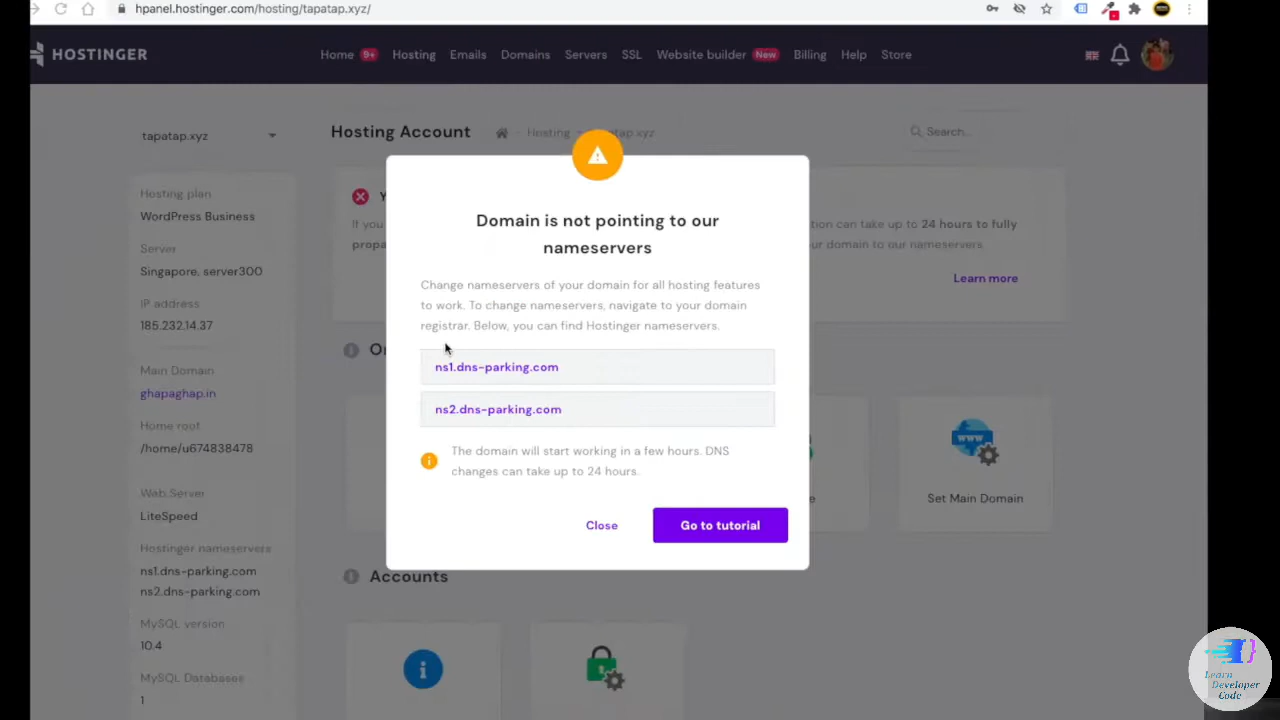 hpanel.hostinger.com/hosting/tapatap.xyz/
HOSTINGER
Home 9+ Hosting Emails Domains Servers SSL Website builder New Billing Help Store
tapatap.xyz
Hosting Account
Hosting
Search...
Hosting plan
WordPress Business
Server
Singapore, server300
IP address
185.232.14.37
Main Domain
ghapaghap.in
Home root
/home/u674838478
Web Server
LiteSpeed
Hostinger nameservers
ns1.dns-parking.com
ns2.dns-parking.com
MySQL version
10.4
MySQL Databases
1
If you
can take up to 24 hours to fully
our domain to our nameservers.
Learn more
Domain is not pointing to our
nameservers
Change nameservers of your domain for all hosting features
to work. To change nameservers, navigate to your domain
registrar. Below, you can find Hostinger nameservers.
ns1.dns-parking.com
ns2.dns-parking.com
The domain will start working in a few hours. DNS
changes can take up to 24 hours.
Close
Go to tutorial
WWW
Set Main Domain
Accounts
Learn
Developer
Code